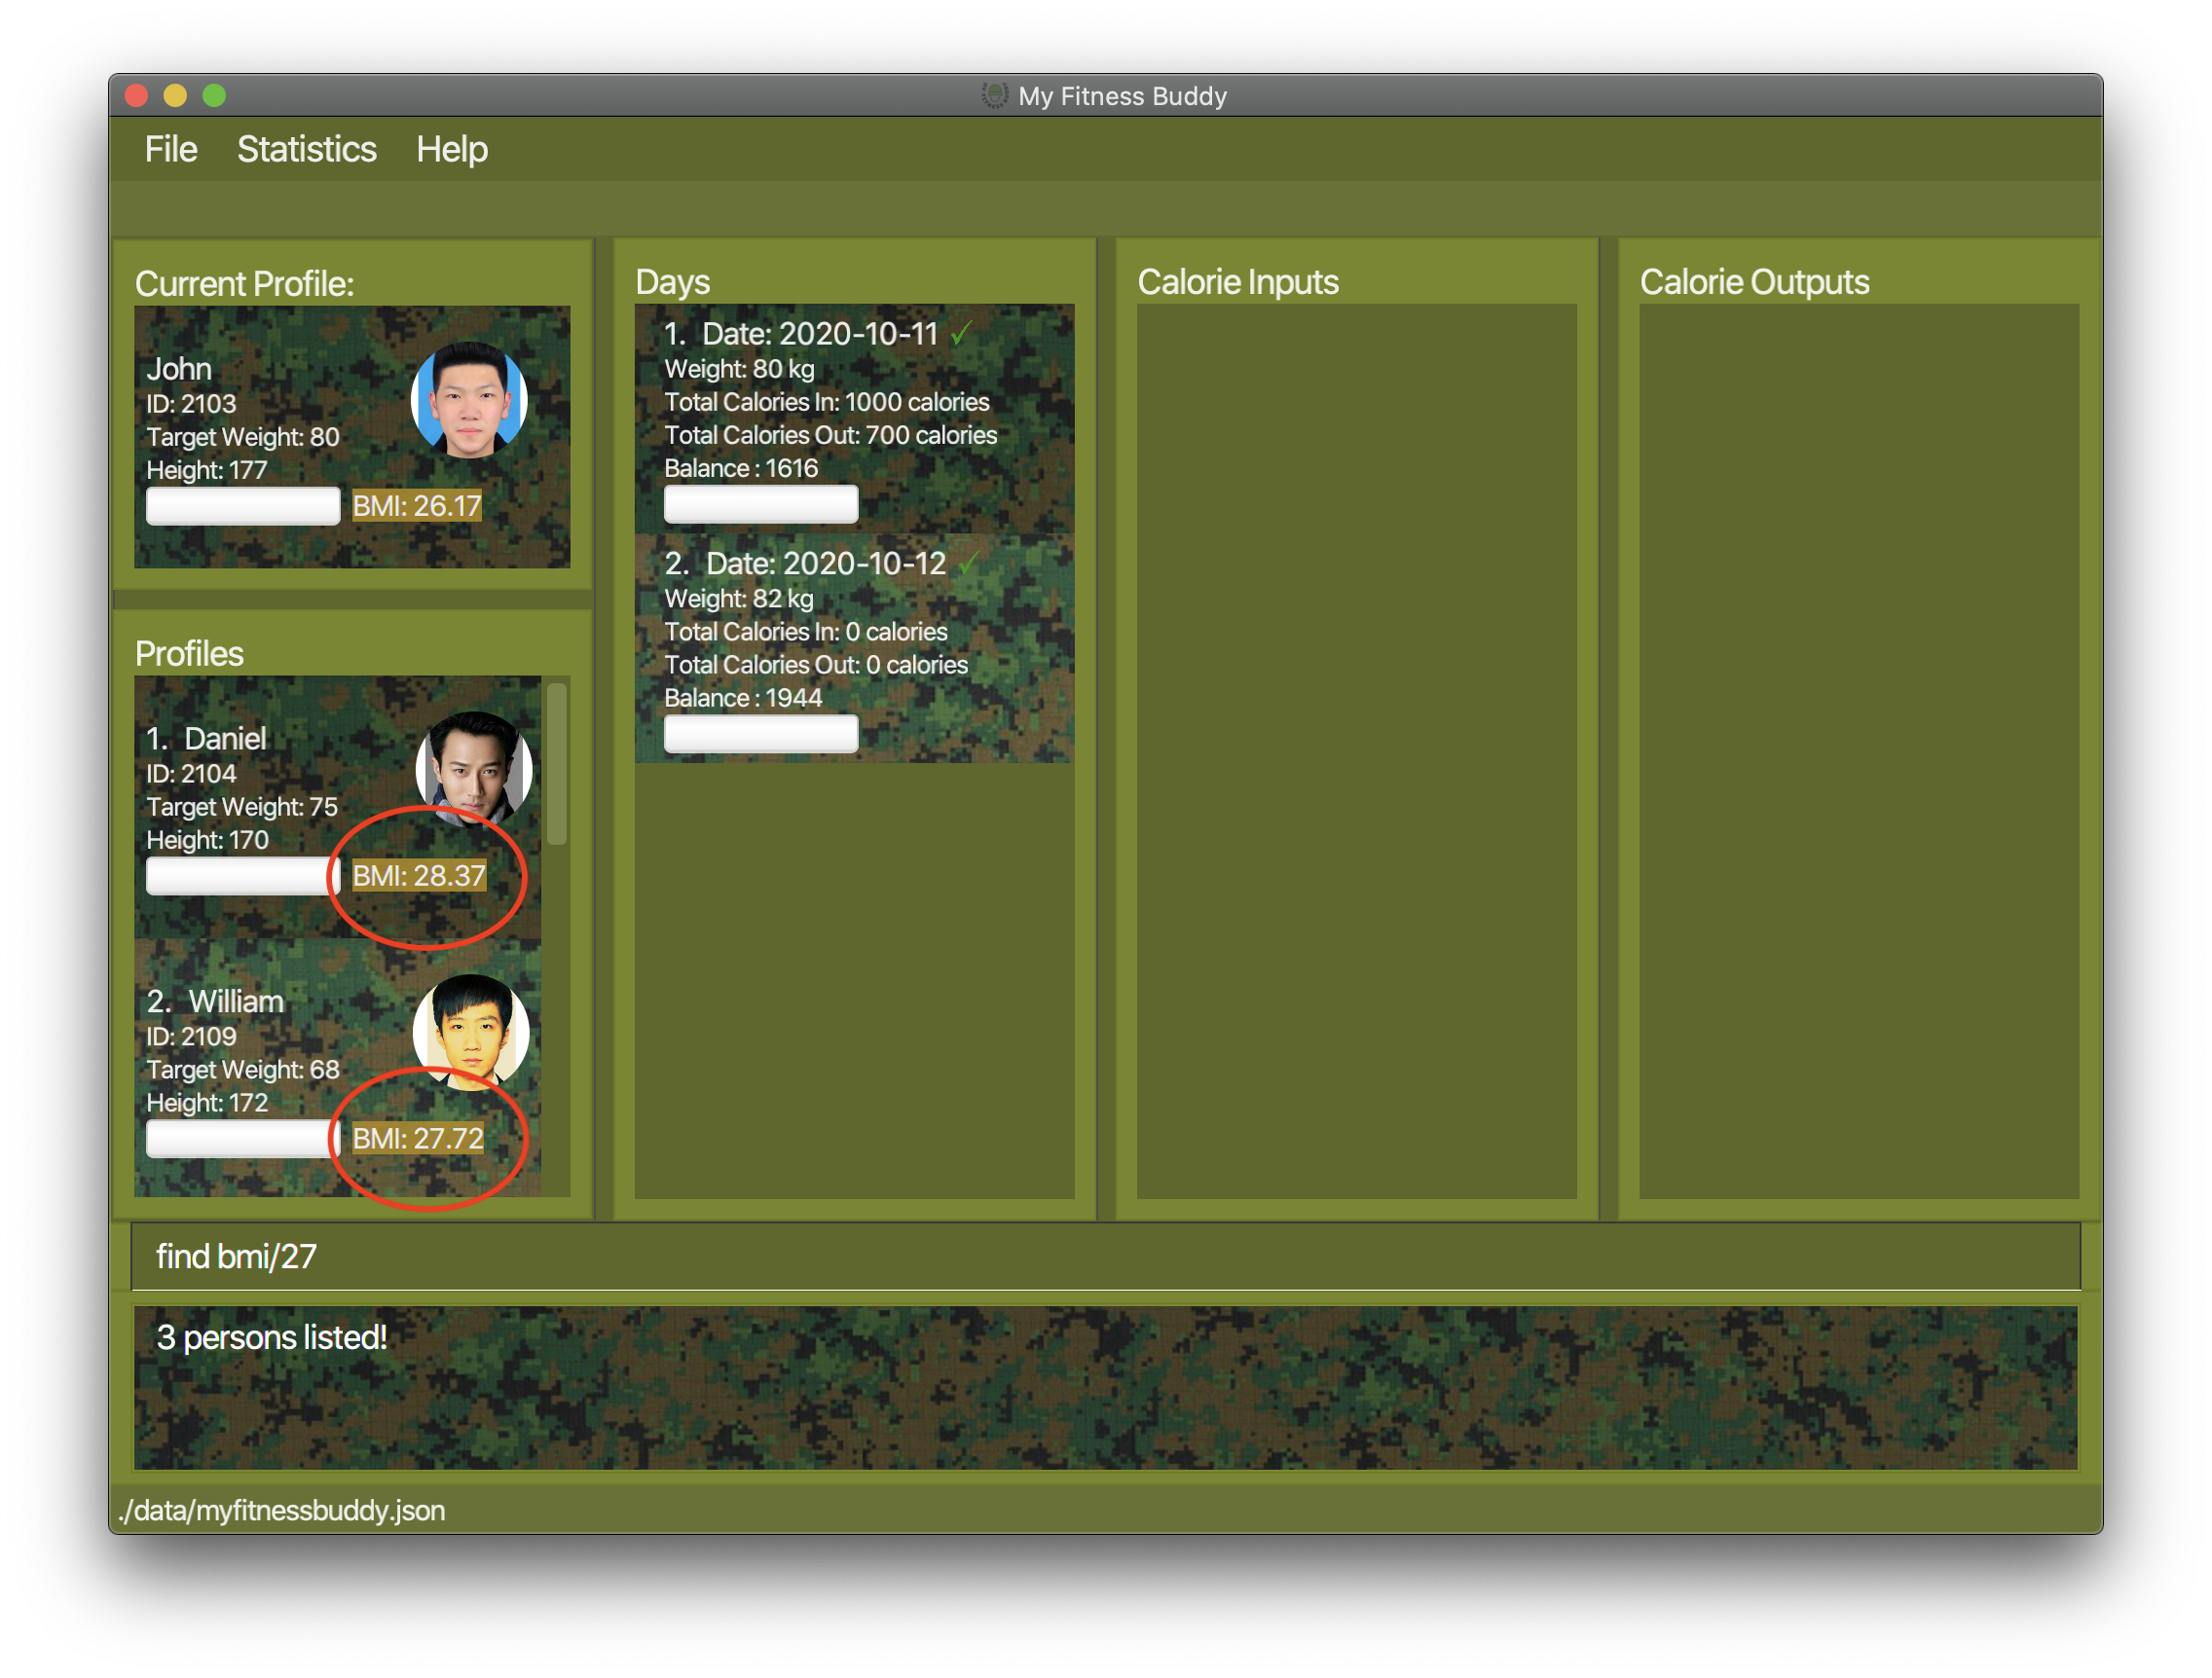 My Fitness Buddy
File Statistics Help
Current Profile:
John
ID: 2103
Target Weight: 80
Height: 177
BMI: 26.17
Profiles
1. Daniel
ID: 2104
Target Weight: 75
Height: 170
BMI: 28.37
2. William
ID: 2109
Target Weight: 68
Height: 172
BMI: 27.72
Days
1. Date: 2020-10-11 ✓
Weight: 80 kg
Total Calories In: 1000 calories
Total Calories Out: 700 calories
Balance : 1616
2. Date: 2020-10-12 ✓
Weight: 82 kg
Total Calories In: 0 calories
Total Calories Out: 0 calories
Balance : 1944
Calorie Inputs
Calorie Outputs
find bmi/27
3 persons listed!
./data/myfitnessbuddy.json